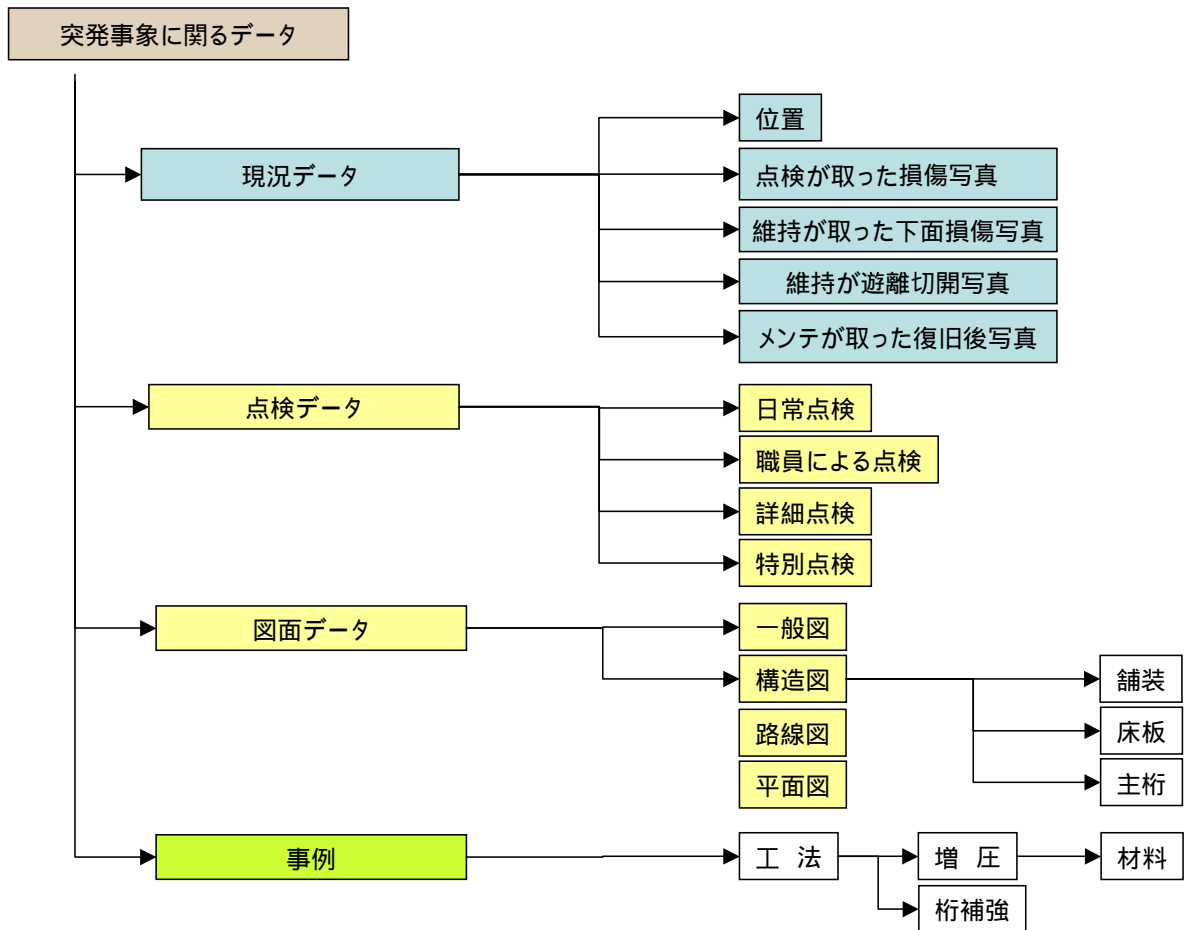 突発事象に関るデータ
現況データ
位置
点検が取った損傷写真
維持が取った下面損傷写真
維持が遊離切開写真
メンテが取った復旧後写真
点検データ
日常点検
職員による点検
詳細点検
特別点検
図面データ
一般図
構造図
舗装
路線図
床板
平面図
主桁
事例
工 法
増 圧
材料
桁補強